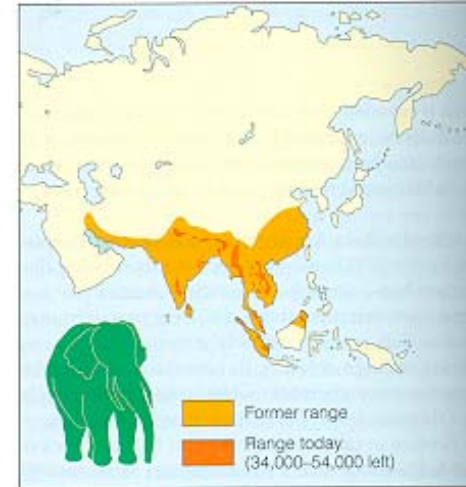 Former range
Range today
(34,000–54,000 left)